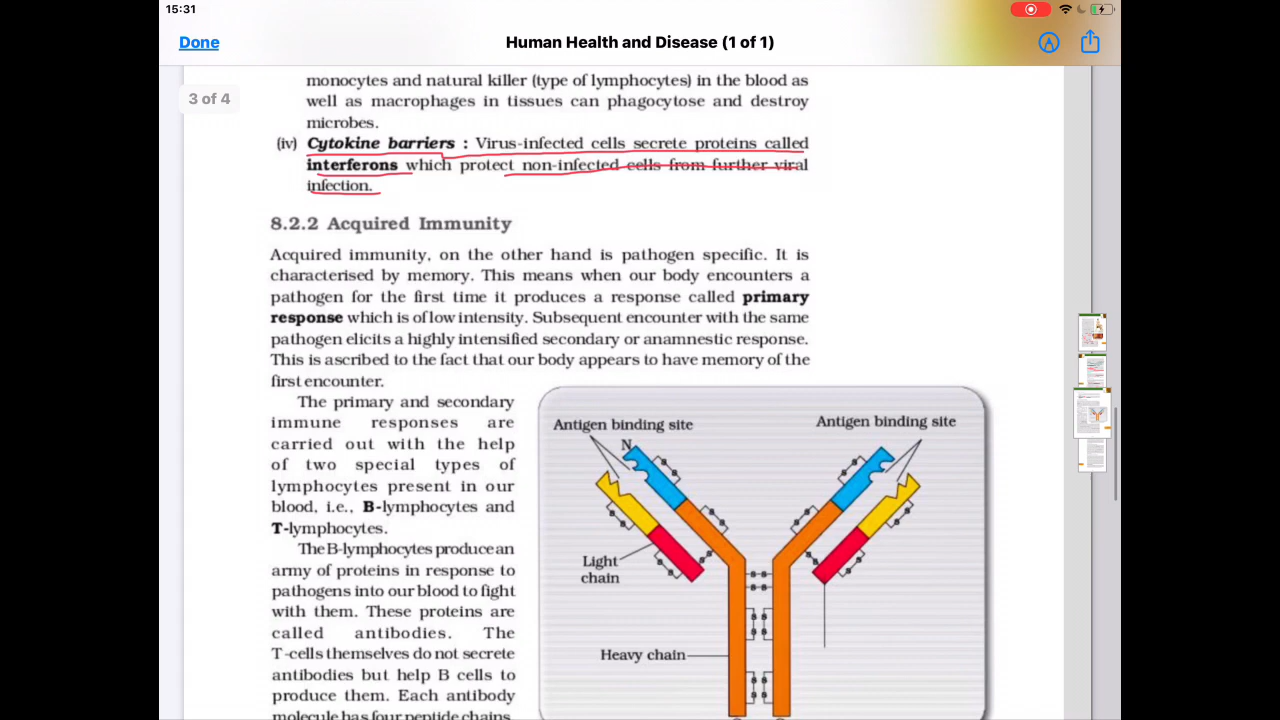 15:31
Done
Human Health and Disease (1 of 1)
3 of 4
monocytes and natural killer (type of lymphocytes) in the blood as
well as macrophages in tissues can phagocytose and destroy
microbes.
(iv) Cytokine barriers : Virus-infected cells secrete proteins called
interferons which protect non-infected cells from further viral
infection.
8.2.2 Acquired Immunity
Acquired immunity, on the other hand is pathogen specific. It is
characterised by memory. This means when our body encounters a
pathogen for the first time it produces a response called primary
response which is of low intensity. Subsequent encounter with the same
pathogen elicits a highly intensified secondary or anamnestic response.
This is ascribed to the fact that our body appears to have memory of the
first encounter.
The primary and secondary
immune responses are
carried out with the help
of two special types of
lymphocytes present in our
blood, i.e., B-lymphocytes and
T-lymphocytes.
The B-lymphocytes produce an
army of proteins in response to
pathogens into our blood to fight
with them. These proteins are
called antibodies. The
T-cells themselves do not secrete
antibodies but help B cells to
produce them. Each antibody
molecule has four peptide chains,
Antigen binding site
Antigen binding site
N
Light
chain
Heavy chain